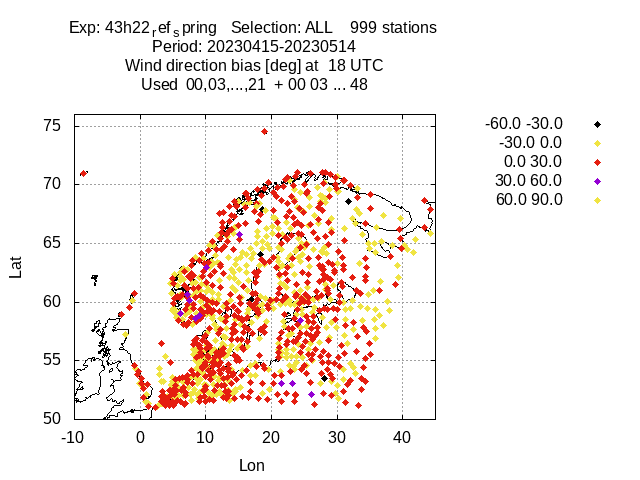 Exp: 43h22ref spring   Selection: ALL    999 stations
Period: 20230415-20230514
Wind direction bias [deg] at  18 UTC
Used  00,03,...,21  + 00 03 ... 48
-60.0 -30.0
-30.0 0.0
0.0 30.0
30.0 60.0
60.0 90.0
75
70
65
60
55
50
Lat
-10 0 10 20 30 40
Lon